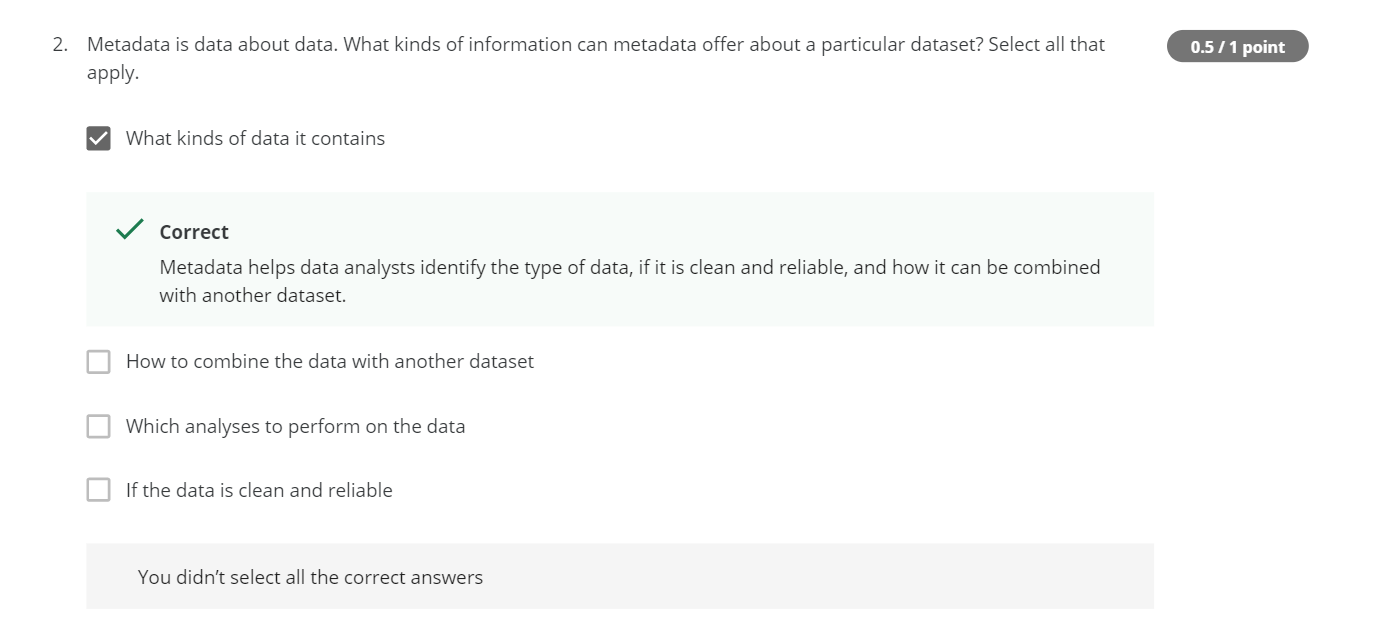 2. Metadata is data about data. What kinds of information can metadata offer about a particular dataset? Select all that
apply.
0.5 / 1 point
What kinds of data it contains
Correct
Metadata helps data analysts identify the type of data, if it is clean and reliable, and how it can be combined
with another dataset.
How to combine the data with another dataset
Which analyses to perform on the data
If the data is clean and reliable
You didn’t select all the correct answers